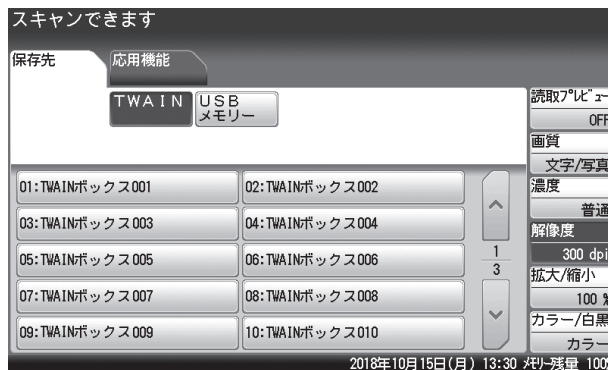 スキャンできます
保存先
応用機能
TWAIN
USB
メモリー
01:TWAINボックス001
02:TWAINボックス002
03:TWAINボックス003
04:TWAINボックス004
05:TWAINボックス005
06:TWAINボックス006
07:TWAINボックス007
08:TWAINボックス008
09:TWAINボックス009
10:TWAINボックス010
1
3
読取プレビュー
OFF
画質
文字/写真
濃度
普通
解像度
300 dpi
拡大/縮小
100 %
カラー/白黒
カラー
2018年10月15日(月) 13:30 メモリー残量 100%